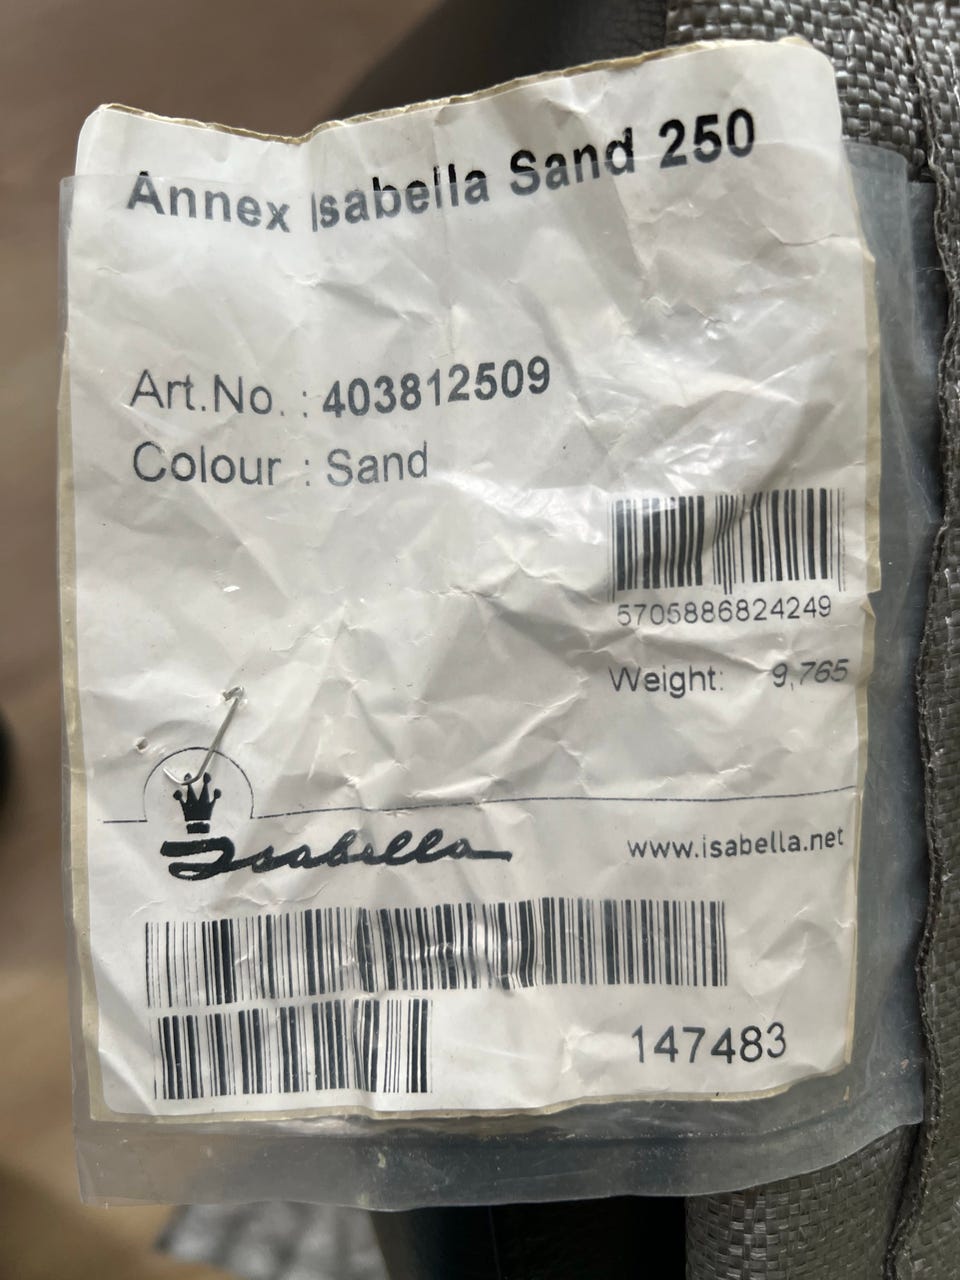 Annex Isabella Sand 250
Art.No. : 403812509
Colour : Sand
5705886824249
Weight: 9,765
Isabella
www.isabella.net
147483